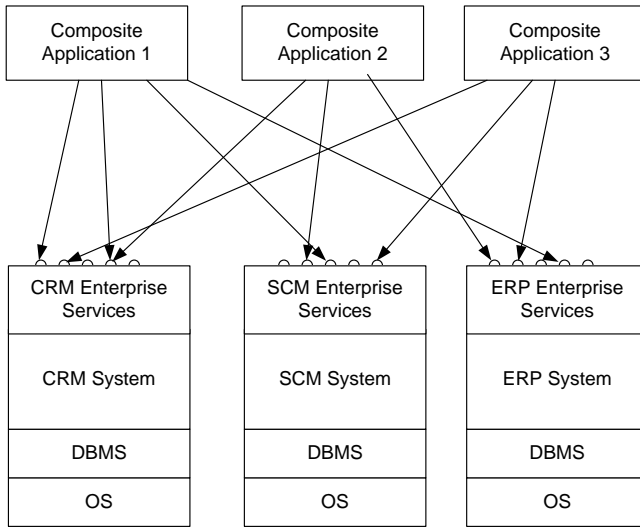 Composite
Application 1
Composite
Application 2
Composite
Application 3
CRM Enterprise
Services
SCM Enterprise
Services
ERP Enterprise
Services
CRM System
SCM System
ERP System
DBMS
DBMS
DBMS
OS
OS
OS